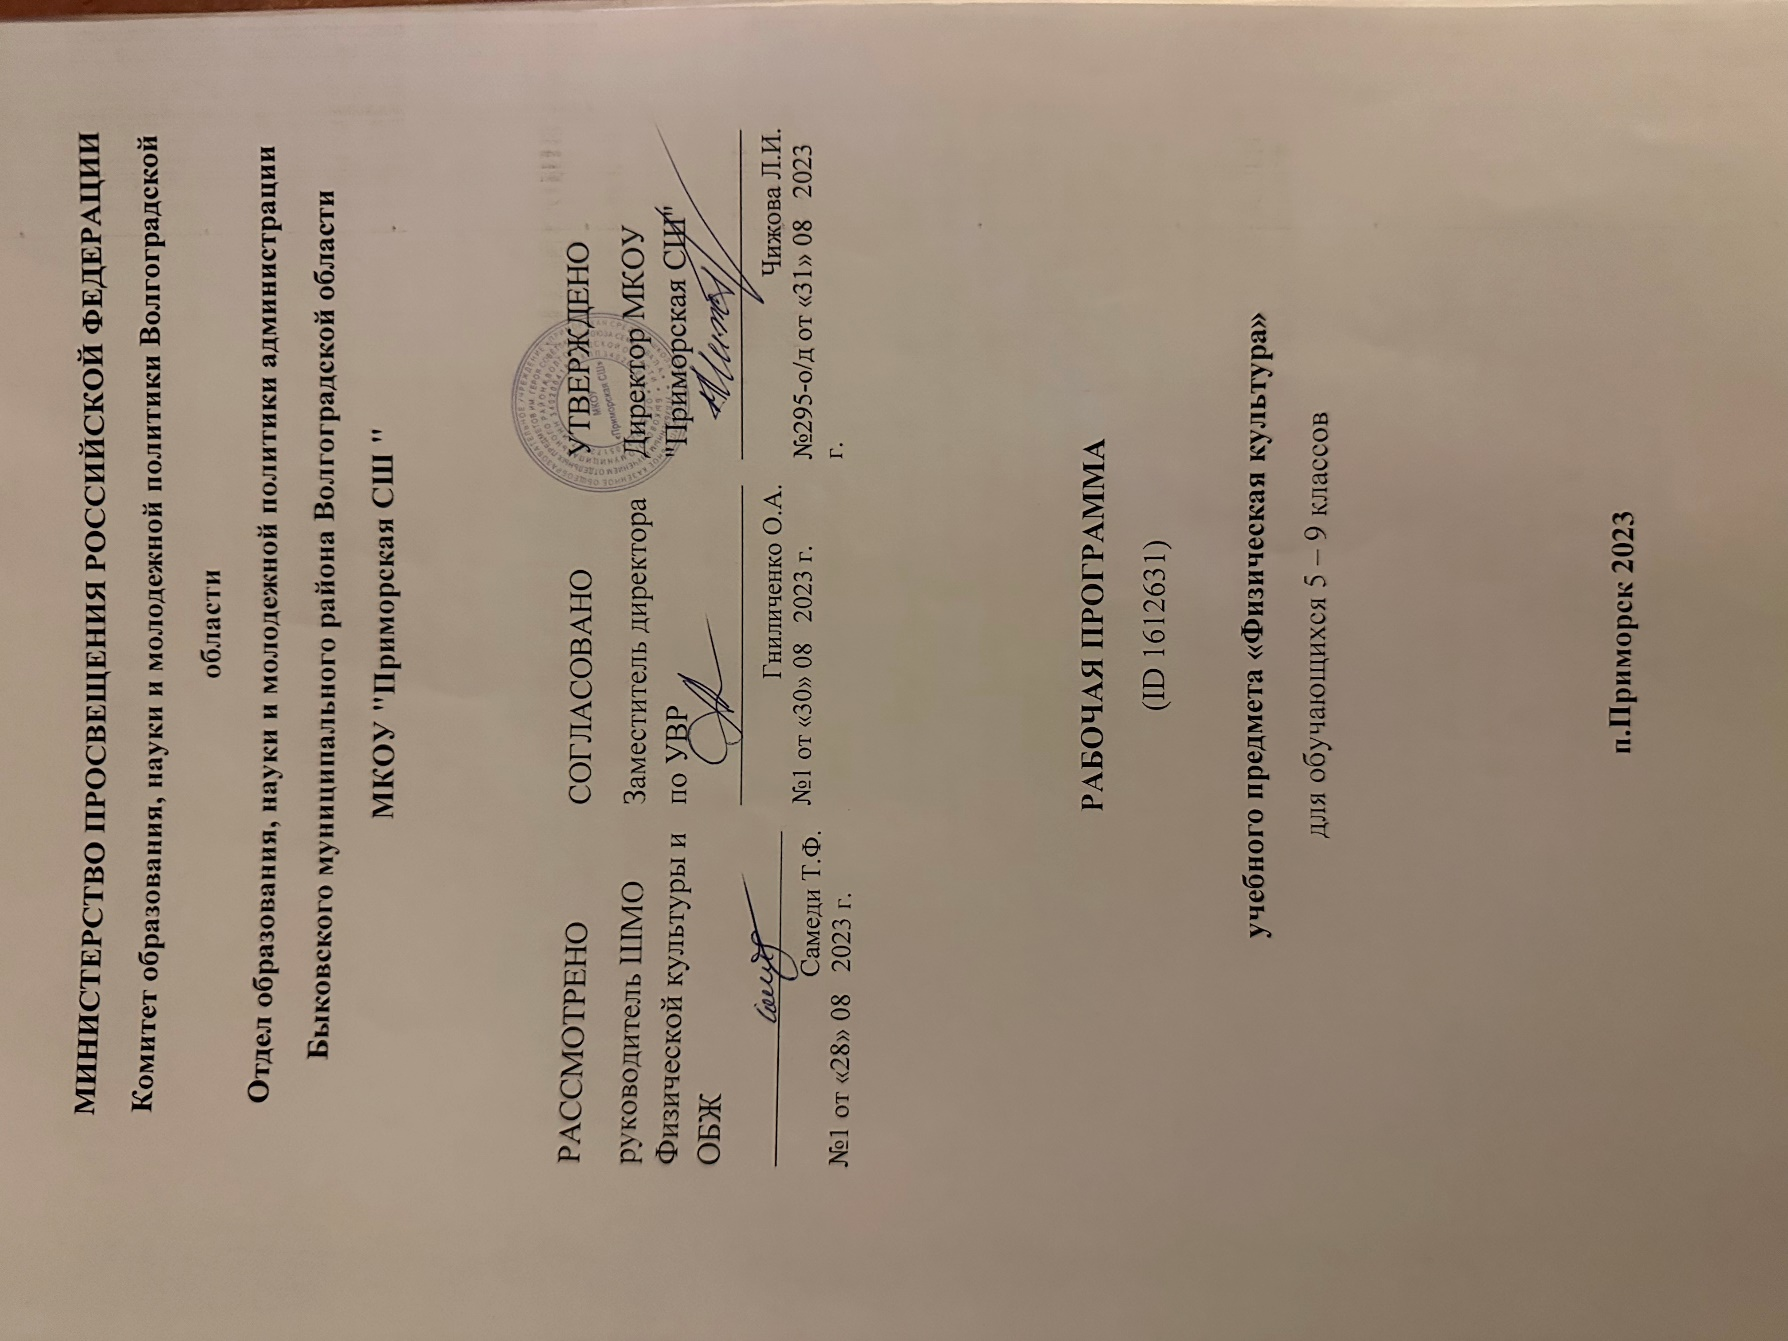 МИНИСТЕРСТВО ПРОСВЕЩЕНИЯ РОССИЙСКОЙ ФЕДЕРАЦИИ
Комитет образования, науки и молодежной политики Волгоградской
области
Отдел образования, науки и молодежной политики администрации
Быковского муниципального района Волгоградской области
МКОУ "Приморская СШ "
РАССМОТРЕНО
руководитель ШМО
Физической культуры и
ОБЖ
Самеди Т.Ф.
№1 от «28» 08 2023 г.
СОГЛАСОВАНО
Заместитель директора
по УВР
Гниличенко О.А.
№1 от «30» 08 2023 г.
УТВЕРЖДЕНО
Директор МКОУ
"Приморская СШ"
Чижова Л.И.
№295-о/д от «31» 08 2023
г.
МКОУ
«Приморская СШ»
РАБОЧАЯ ПРОГРАММА
(ID 1612631)
учебного предмета «Физическая культура»
для обучающихся 5 – 9 классов
п.Приморск 2023